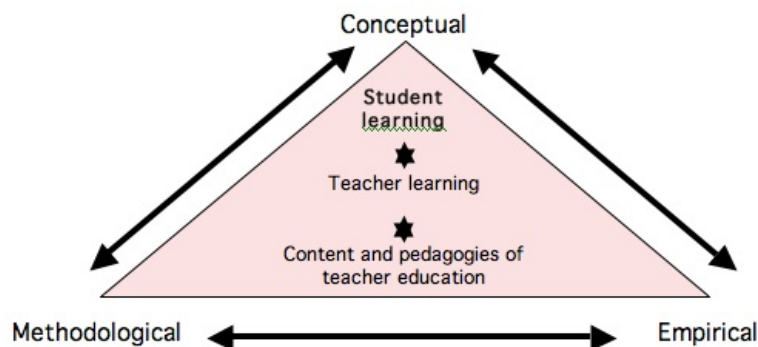 Conceptual
Student
learning
Teacher learning
Content and pedagogies of
teacher education
Methodological
Empirical